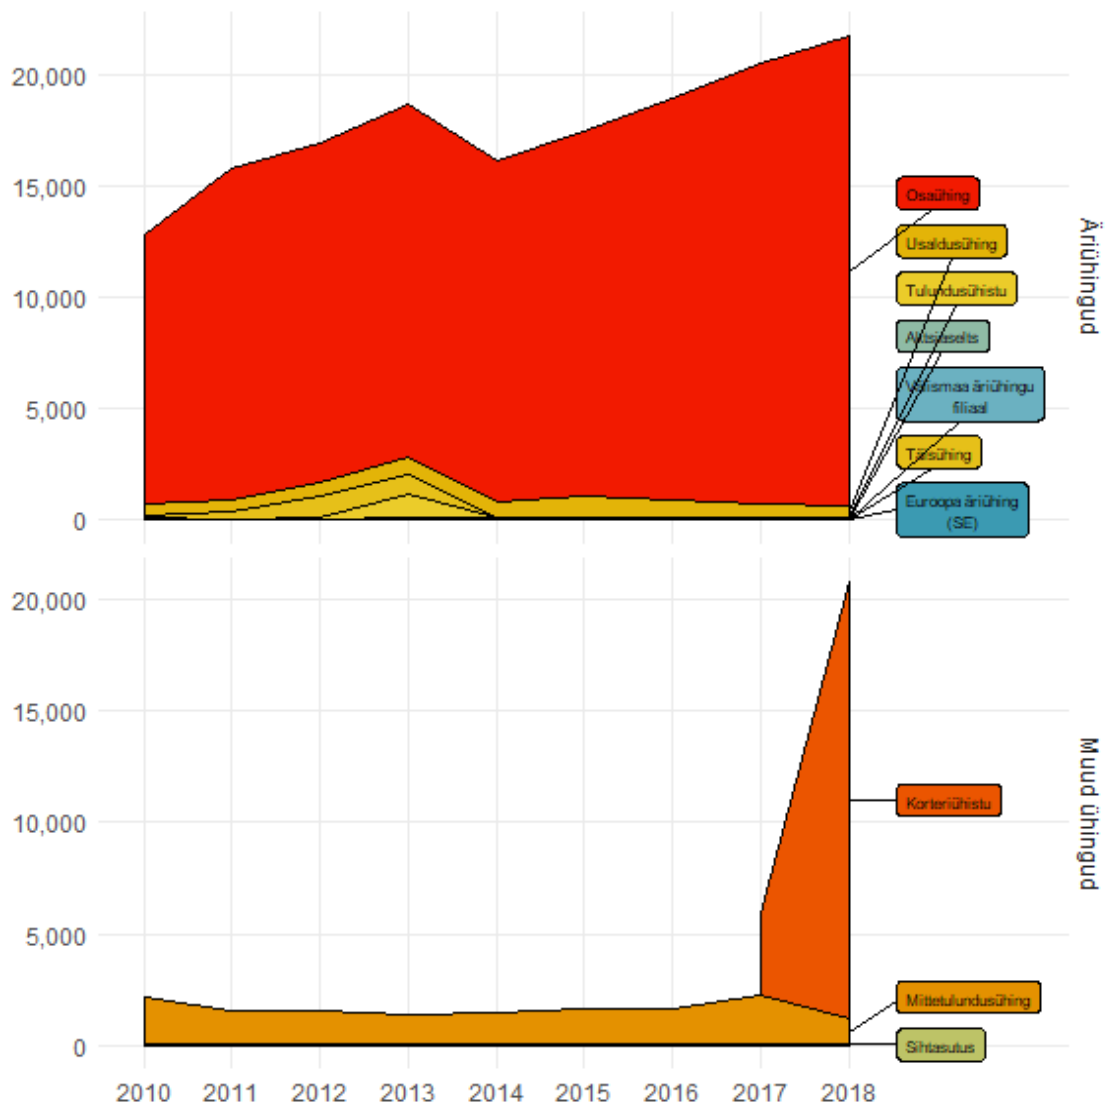 20,000
15,000
10,000
5,000
0
Osaühing
Usaldusühing
Tulundusühistu
Aktsiaselts
Välismaa äriühingu
filiaal
Täisühing
Euroopa äriühing
(SE)
Äriühingud
20,000
15,000
10,000
5,000
0
Korteriühistu
Mittetulundusühing
Sihtasutus
Muud ühingud
2010 2011 2012 2013 2014 2015 2016 2017 2018